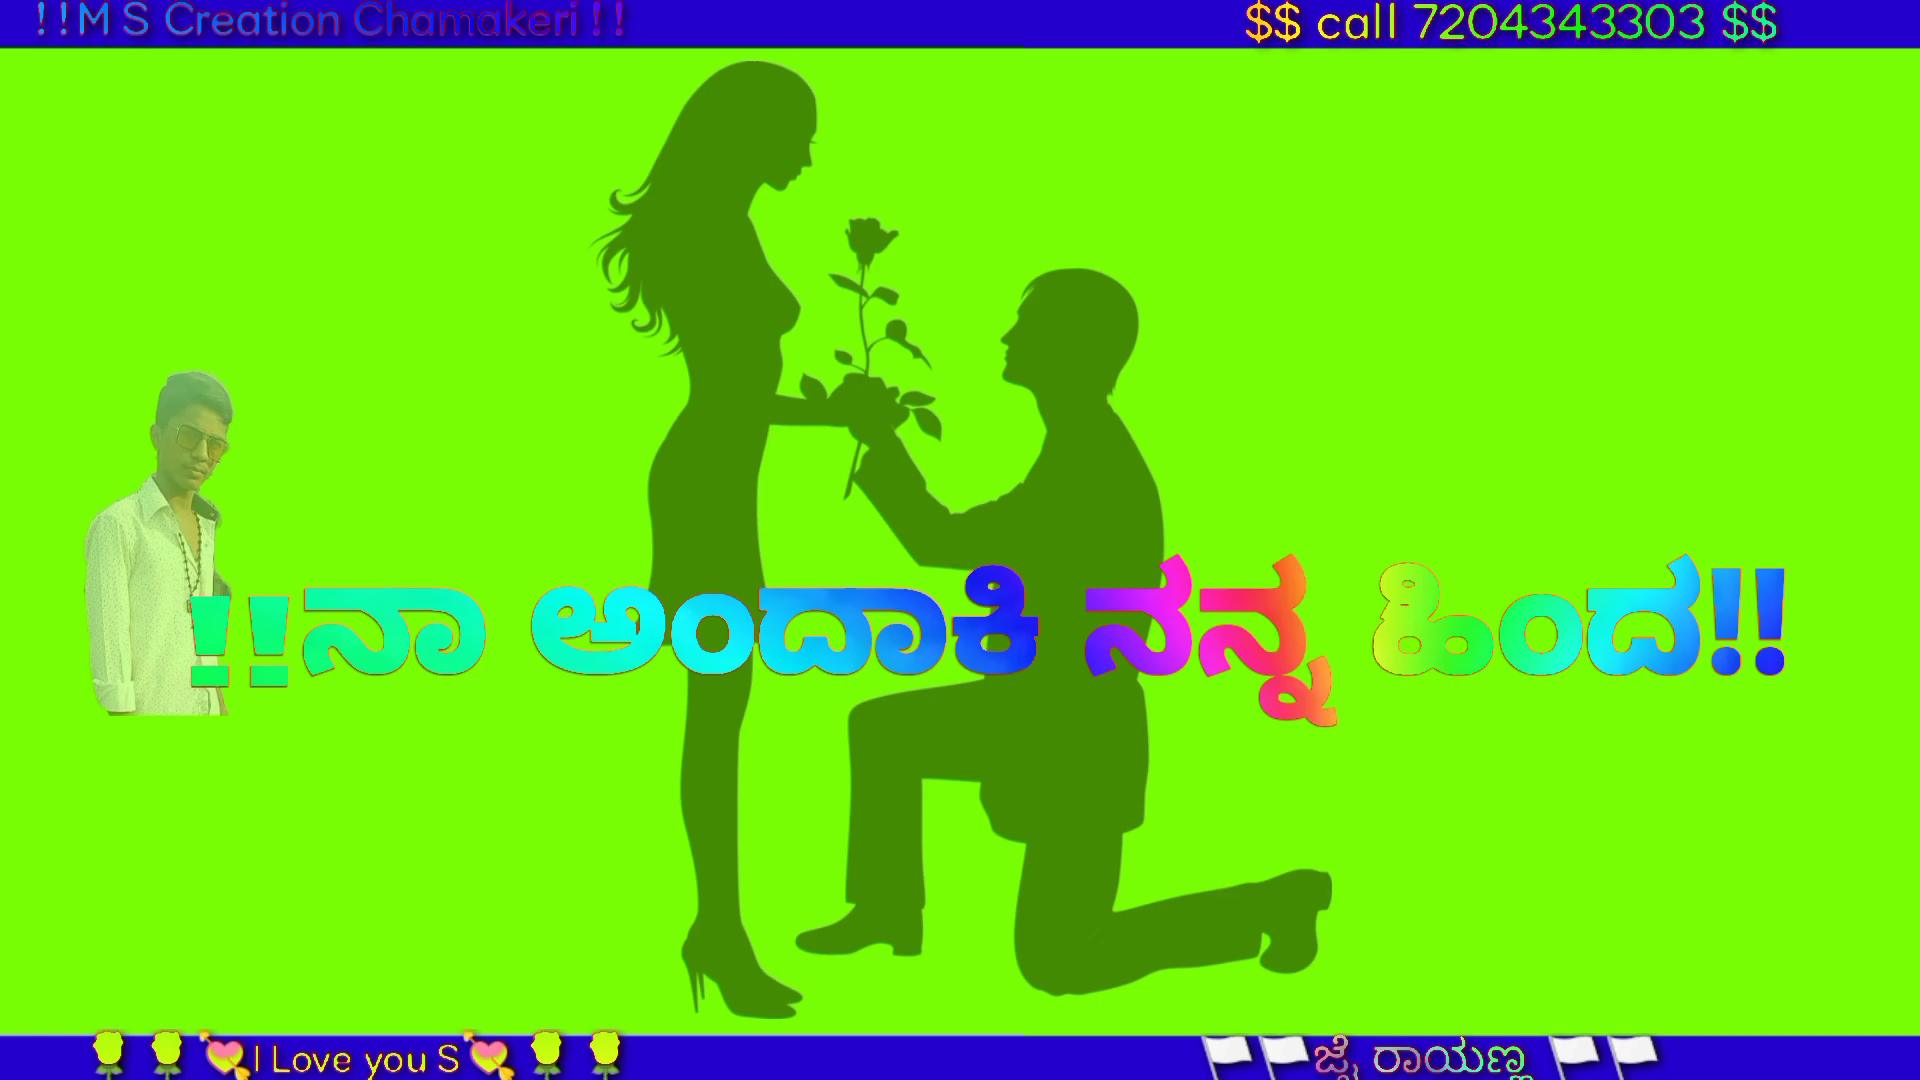 !!M S Creation Chamakeri !!
$$ call 7204343303 $$
!!ನಾ ಅಂದಾಕಿ ನನ್ನ ಹಿಂದ!!
I Love you S
ಜೈ ರಾಯಣ್ಣ